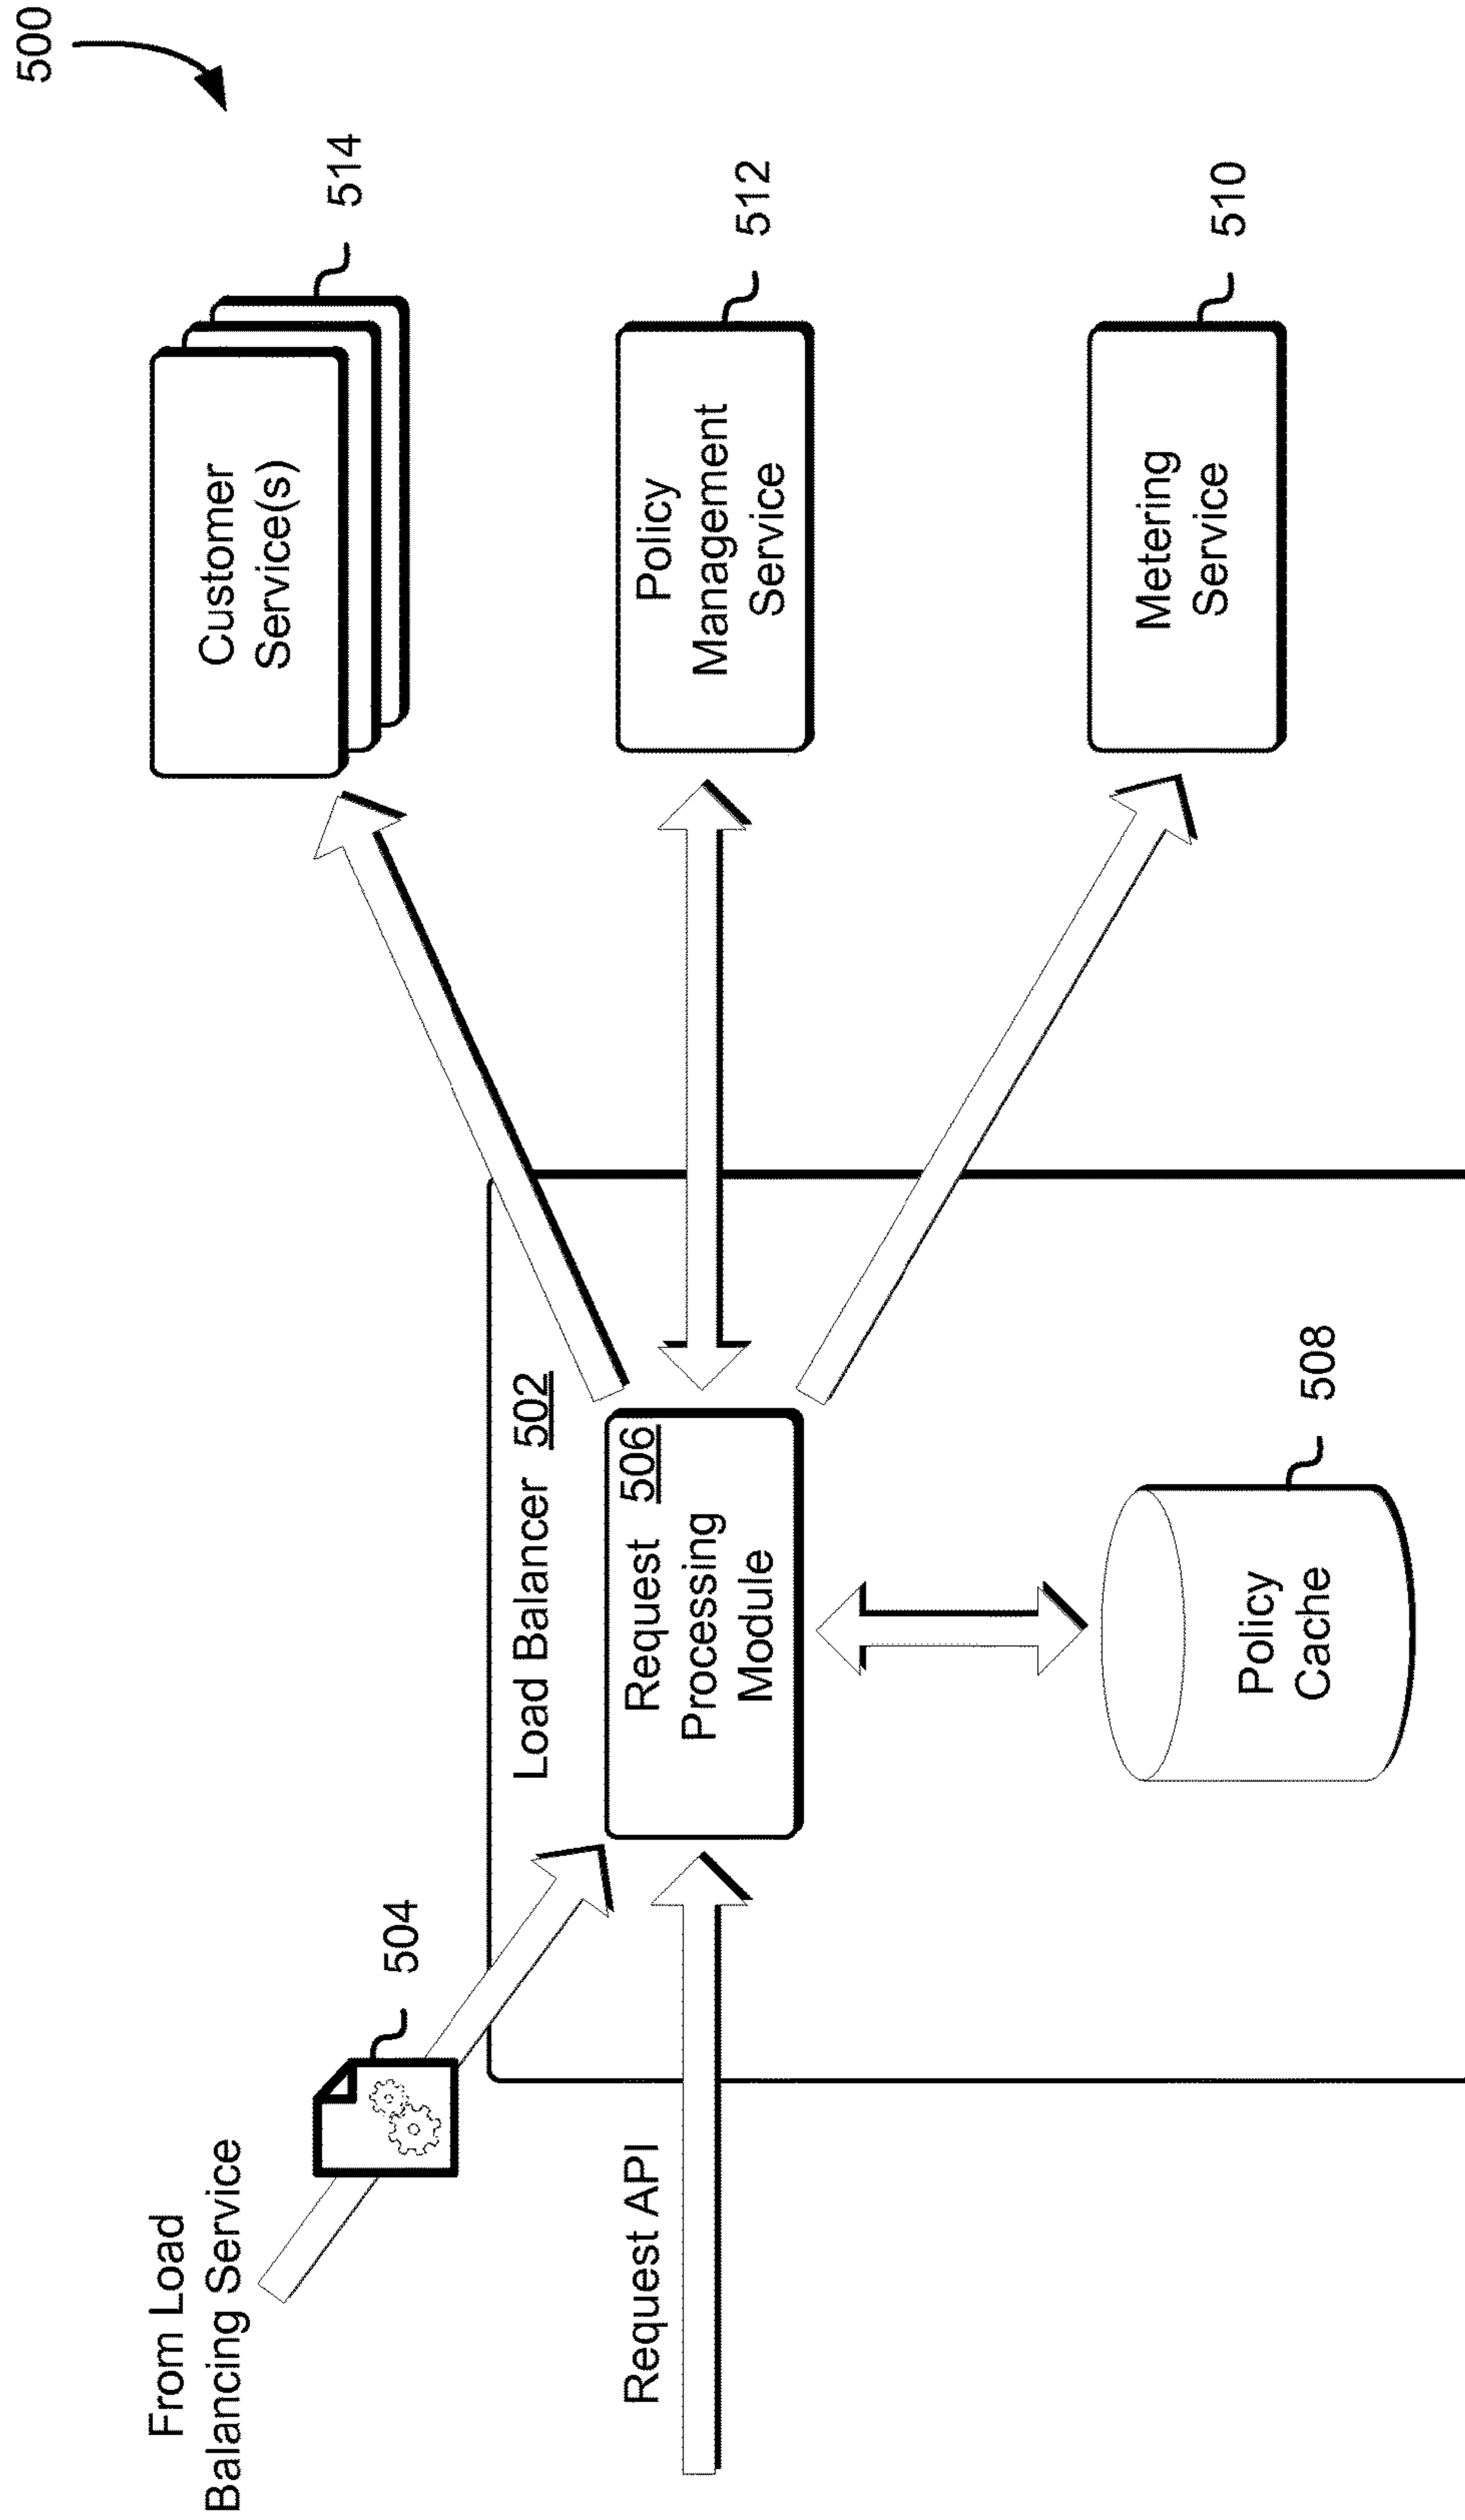 500
From Load
Balancing Service
504
Customer
Service(s)
514
Load Balancer 502
Request API
Request 506
Processing
Module
Policy
Management
Service
512
Policy
Cache
508
Metering
Service
510